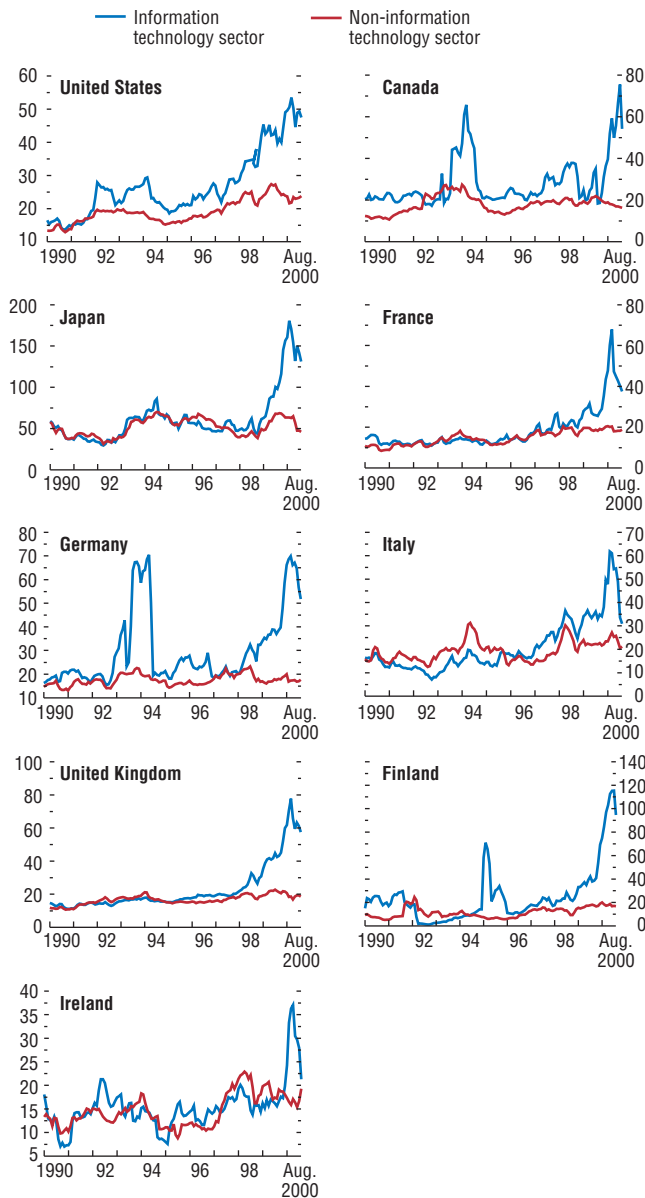 Information technology sector
Non-information technology sector
United States
60
50
40
30
20
10
1990 92 94 96 98 Aug. 2000
Canada
80
60
40
20
0
1990 92 94 96 98 Aug. 2000
Japan
200
150
100
50
0
1990 92 94 96 98 Aug. 2000
France
80
60
40
20
0
1990 92 94 96 98 Aug. 2000
Germany
80
70
60
50
40
30
20
10
1990 92 94 96 98 Aug. 2000
Italy
70
60
50
40
30
20
10
0
1990 92 94 96 98 Aug. 2000
United Kingdom
100
80
60
40
20
0
1990 92 94 96 98 Aug. 2000
Finland
140
120
100
80
60
40
20
0
1990 92 94 96 98 Aug. 2000
Ireland
40
35
30
25
20
15
10
5
1990 92 94 96 98 Aug. 2000